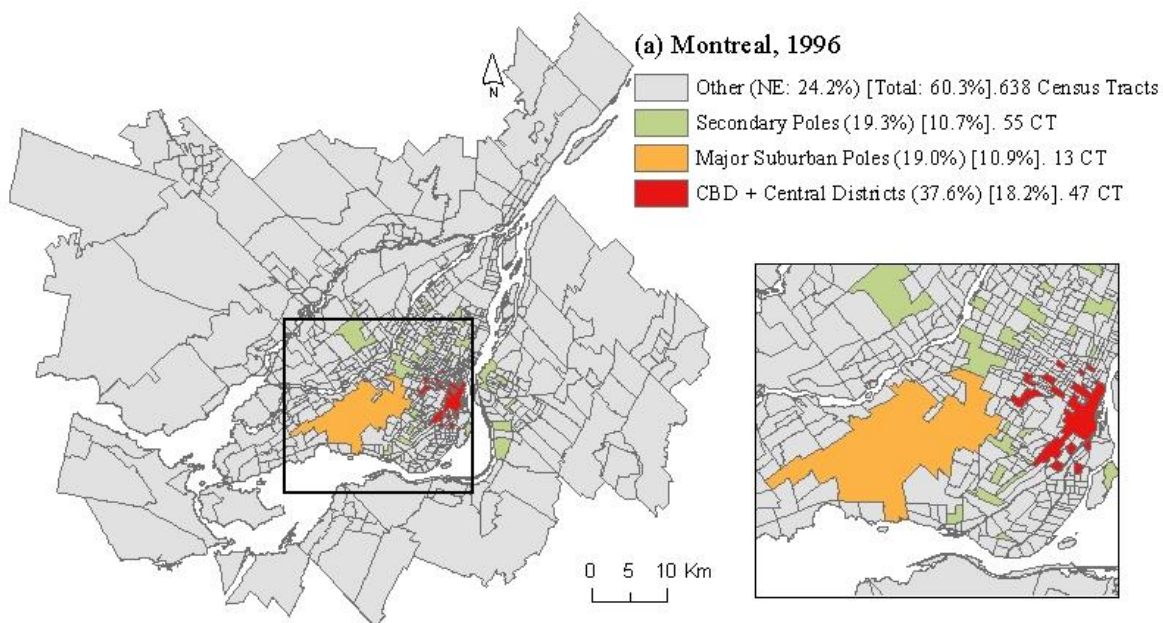 (a) Montreal, 1996
N
Other (NE: 24.2%) [Total: 60.3%].638 Census Tracts
Secondary Poles (19.3%) [10.7%]. 55 CT
Major Suburban Poles (19.0%) [10.9%]. 13 CT
CBD + Central Districts (37.6%) [18.2%]. 47 CT
0 5 10 Km